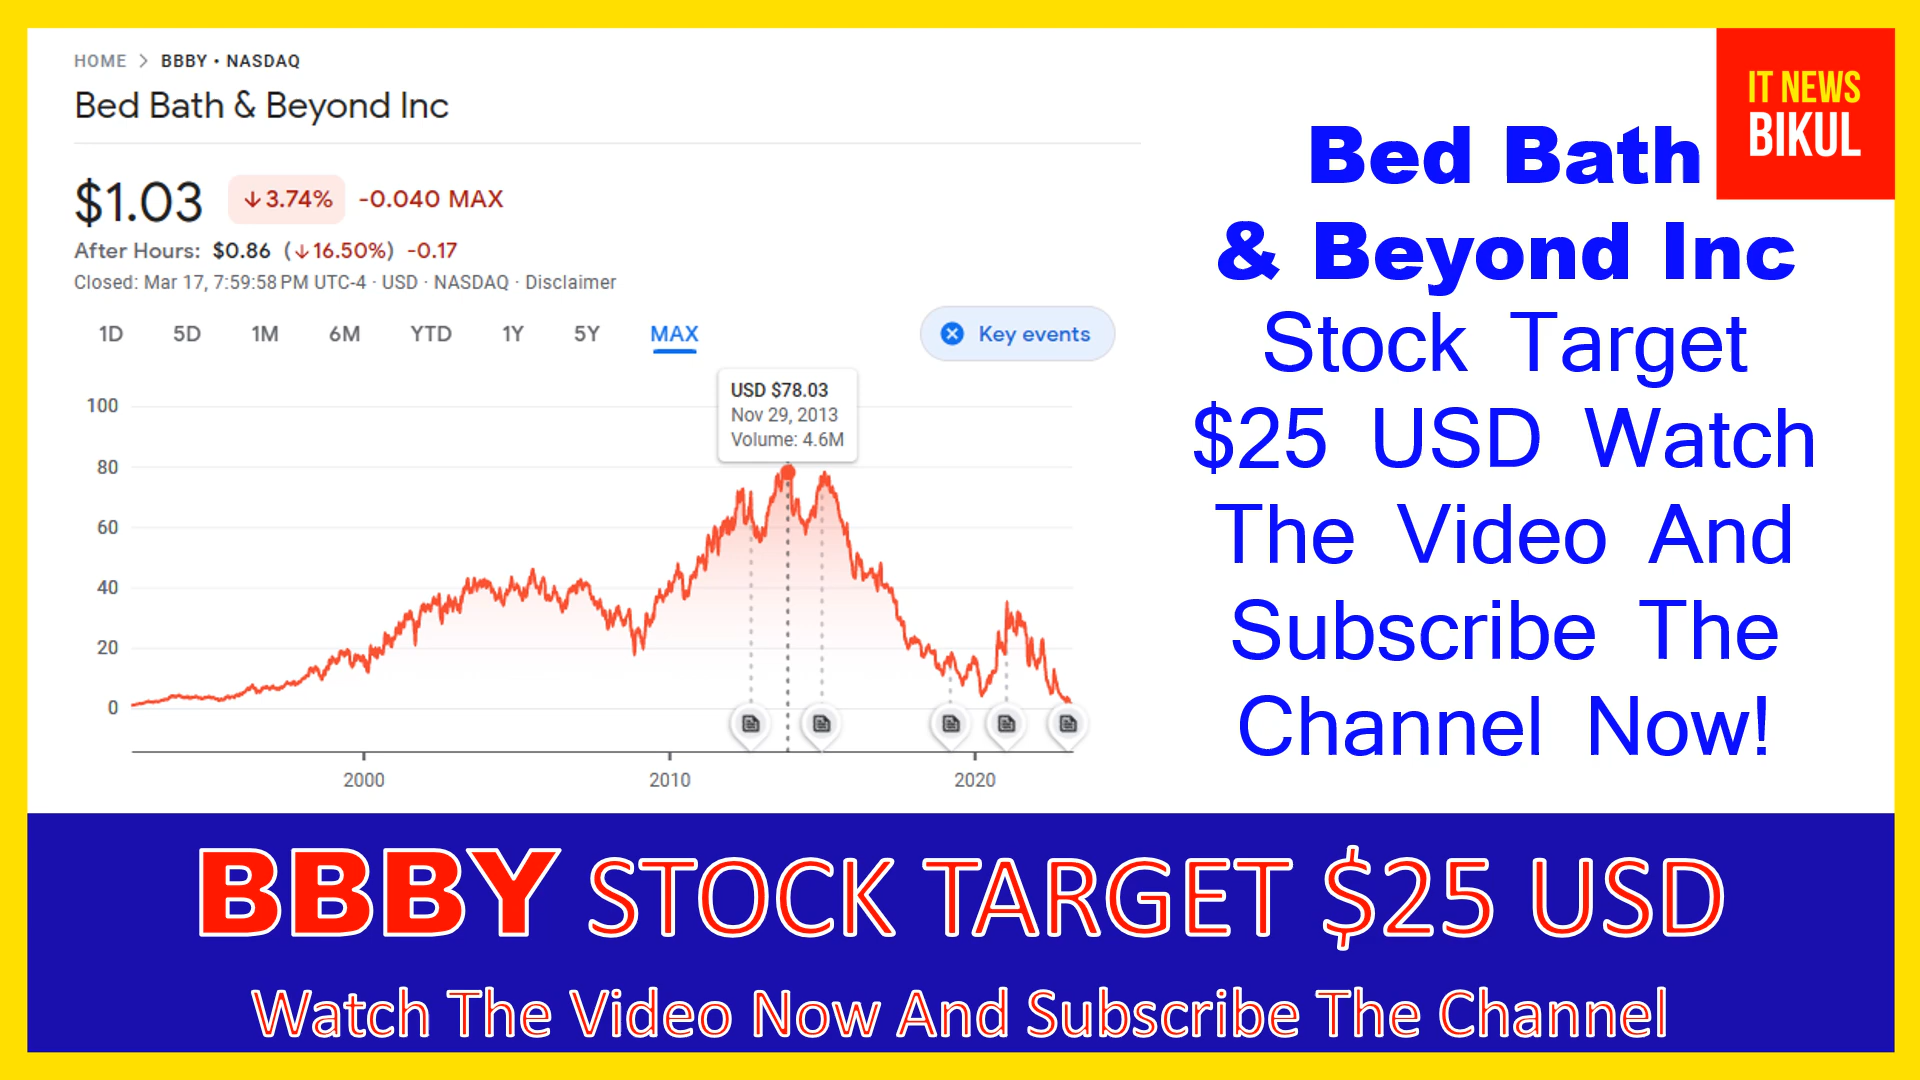 HOME > BBBY • NASDAQ
Bed Bath & Beyond Inc
$1.03 ↓3.74% -0.040 MAX
After Hours: $0.86 (↓16.50%) -0.17
Closed: Mar 17, 7:59:58 PM UTC-4 · USD · NASDAQ · Disclaimer
1D 5D 1M 6M YTD 1Y 5Y MAX Key events
USD $78.03
Nov 29, 2013
Volume: 4.6M
100
80
60
40
20
0
2000 2010 2020
IT NEWS
BIKUL
Bed Bath
& Beyond Inc
Stock Target
$25 USD Watch
The Video And
Subscribe The
Channel Now!
BBBY STOCK TARGET $25 USD
Watch The Video Now And Subscribe The Channel